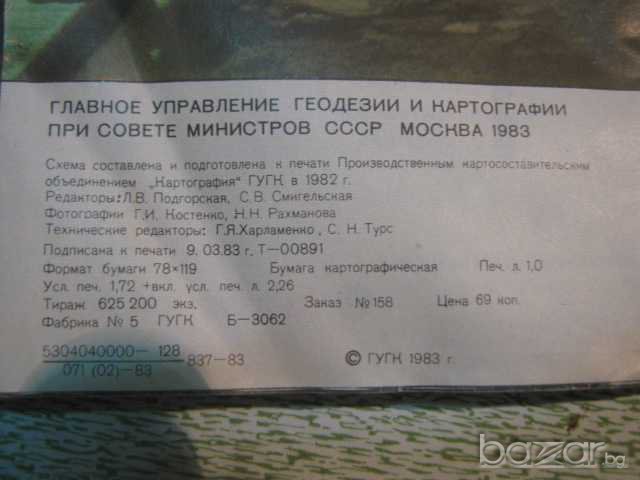 ГЛАВНОЕ УПРАВЛЕНИЕ ГЕОДЕЗИИ И КАРТОГРАФИИ
ПРИ СОВЕТЕ МИНИСТРОВ СССР МОСКВА 1983
Схема составлена и подготовлена к печати Производственным картосоставительским
объединением „Картография" ГУГК в 1982 г.
Редакторы: Л.В. Подгорская, С.В. Смигельская
Фотографии Г.И. Костенко, Н.Н. Рахманова
Технические редакторы: Г.Я.Харламенко, С. Н. Турс
Подписана к печати 9. 03.83 г. Т—00891
Формат бумаги 78×119 Бумага картографическая Печ. л. 1,0
Усл. печ. 1,72 +вкл. усл. печ. л. 2,26
Тираж 625 200 экз. Заказ №158 Цена 69 коп.
Фабрика № 5 ГУГК Б—3062
5304040000— 128
071 (02)—83
837—83
© ГУГК 1983 г.
bazar.bg